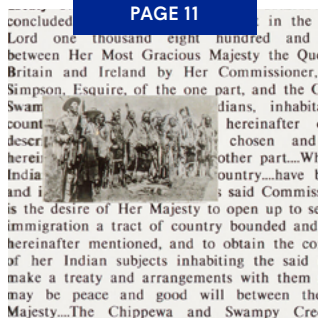 PAGE 11
concluded in the
Lord one thousand eight hundred and
between Her Most Gracious Majesty the Qu
Britain and Ireland by Her Commissioner,
Simpson, Esquire, of the one part, and the C
Swam dians, inhabit
count hereinafter
descri chosen and
herei other part....Wh
India ountry....have b
and i s said Commis
is the desire of Her Majesty to open up to se
immigration a tract of country bounded and
hereinafter mentioned, and to obtain the co
of her Indian subjects inhabiting the said
make a treaty and arrangements with them
may be peace and good will between the
Majesty....The Chippewa and Swampy Cre